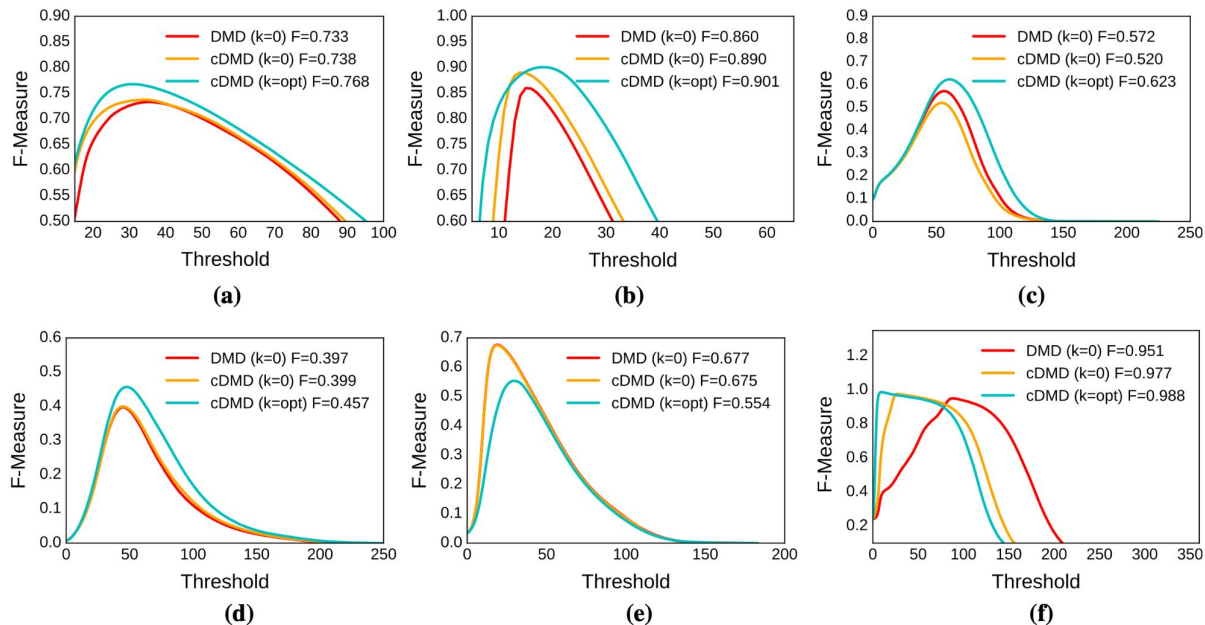 0.90
0.85
0.80
0.75
0.70
0.65
0.60
0.55
0.50
F-Measure
DMD (k=0) F=0.733
cDMD (k=0) F=0.738
cDMD (k=opt) F=0.768
20 30 40 50 60 70 80 90 100
Threshold
(a)
1.00
0.95
0.90
0.85
0.80
0.75
0.70
0.65
0.60
F-Measure
DMD (k=0) F=0.860
cDMD (k=0) F=0.890
cDMD (k=opt) F=0.901
10 20 30 40 50 60
Threshold
(b)
0.9
0.8
0.6
0.5
0.3
0.2
0.0
F-Measure
DMD (k=0) F=0.572
cDMD (k=0) F=0.520
cDMD (k=opt) F=0.623
0 50 100 150 200 250
Threshold
(c)
0.6
0.5
0.4
0.3
0.2
0.1
0.0
F-Measure
DMD (k=0) F=0.397
cDMD (k=0) F=0.399
cDMD (k=opt) F=0.457
0 50 100 150 200 250
Threshold
(d)
0.7
0.6
0.5
0.4
0.3
0.2
0.1
0.0
F-Measure
DMD (k=0) F=0.677
cDMD (k=0) F=0.675
cDMD (k=opt) F=0.554
0 50 100 150 200
Threshold
(e)
1.2
1.0
0.8
0.6
0.4
0.2
F-Measure
DMD (k=0) F=0.951
cDMD (k=0) F=0.977
cDMD (k=opt) F=0.988
0 50 100 150 200 250 300 350
Threshold
(f)